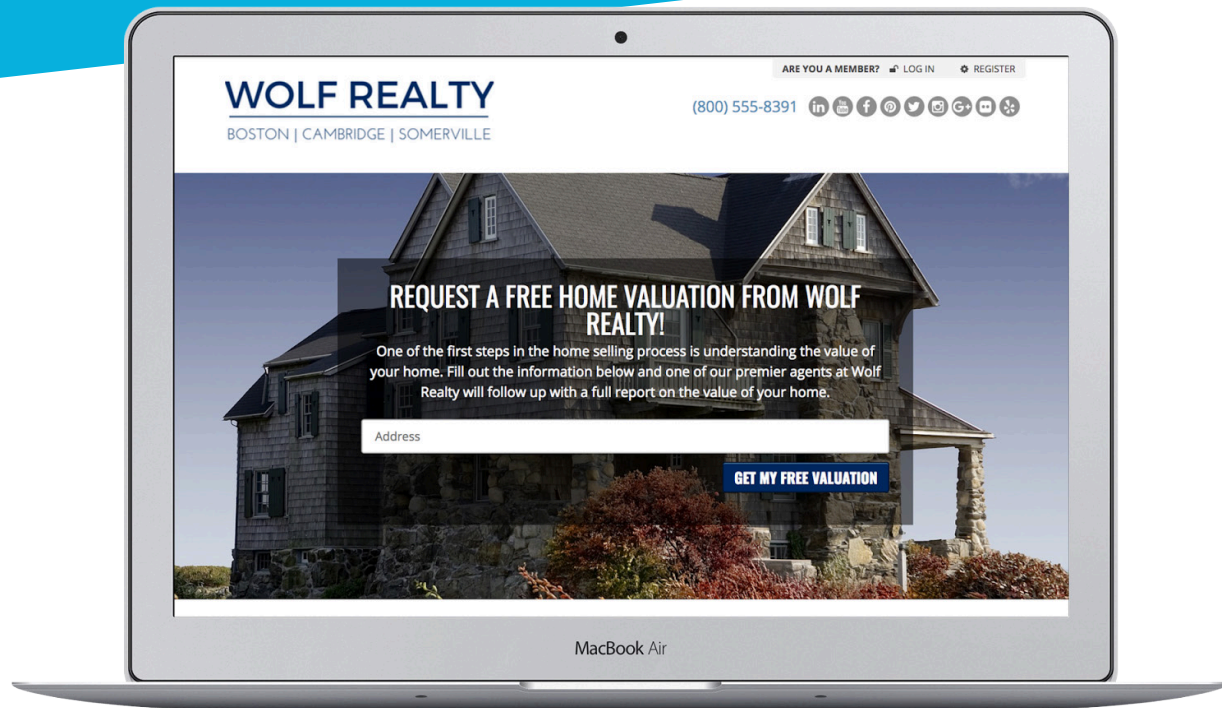 ARE YOU A MEMBER? LOG IN REGISTER
WOLF REALTY
BOSTON | CAMBRIDGE | SOMERVILLE
(800) 555-8391
REQUEST A FREE HOME VALUATION FROM WOLF
REALTY!
One of the first steps in the home selling process is understanding the value of
your home. Fill out the information below and one of our premier agents at Wolf
Realty will follow up with a full report on the value of your home.
Address
GET MY FREE VALUATION
MacBook Air